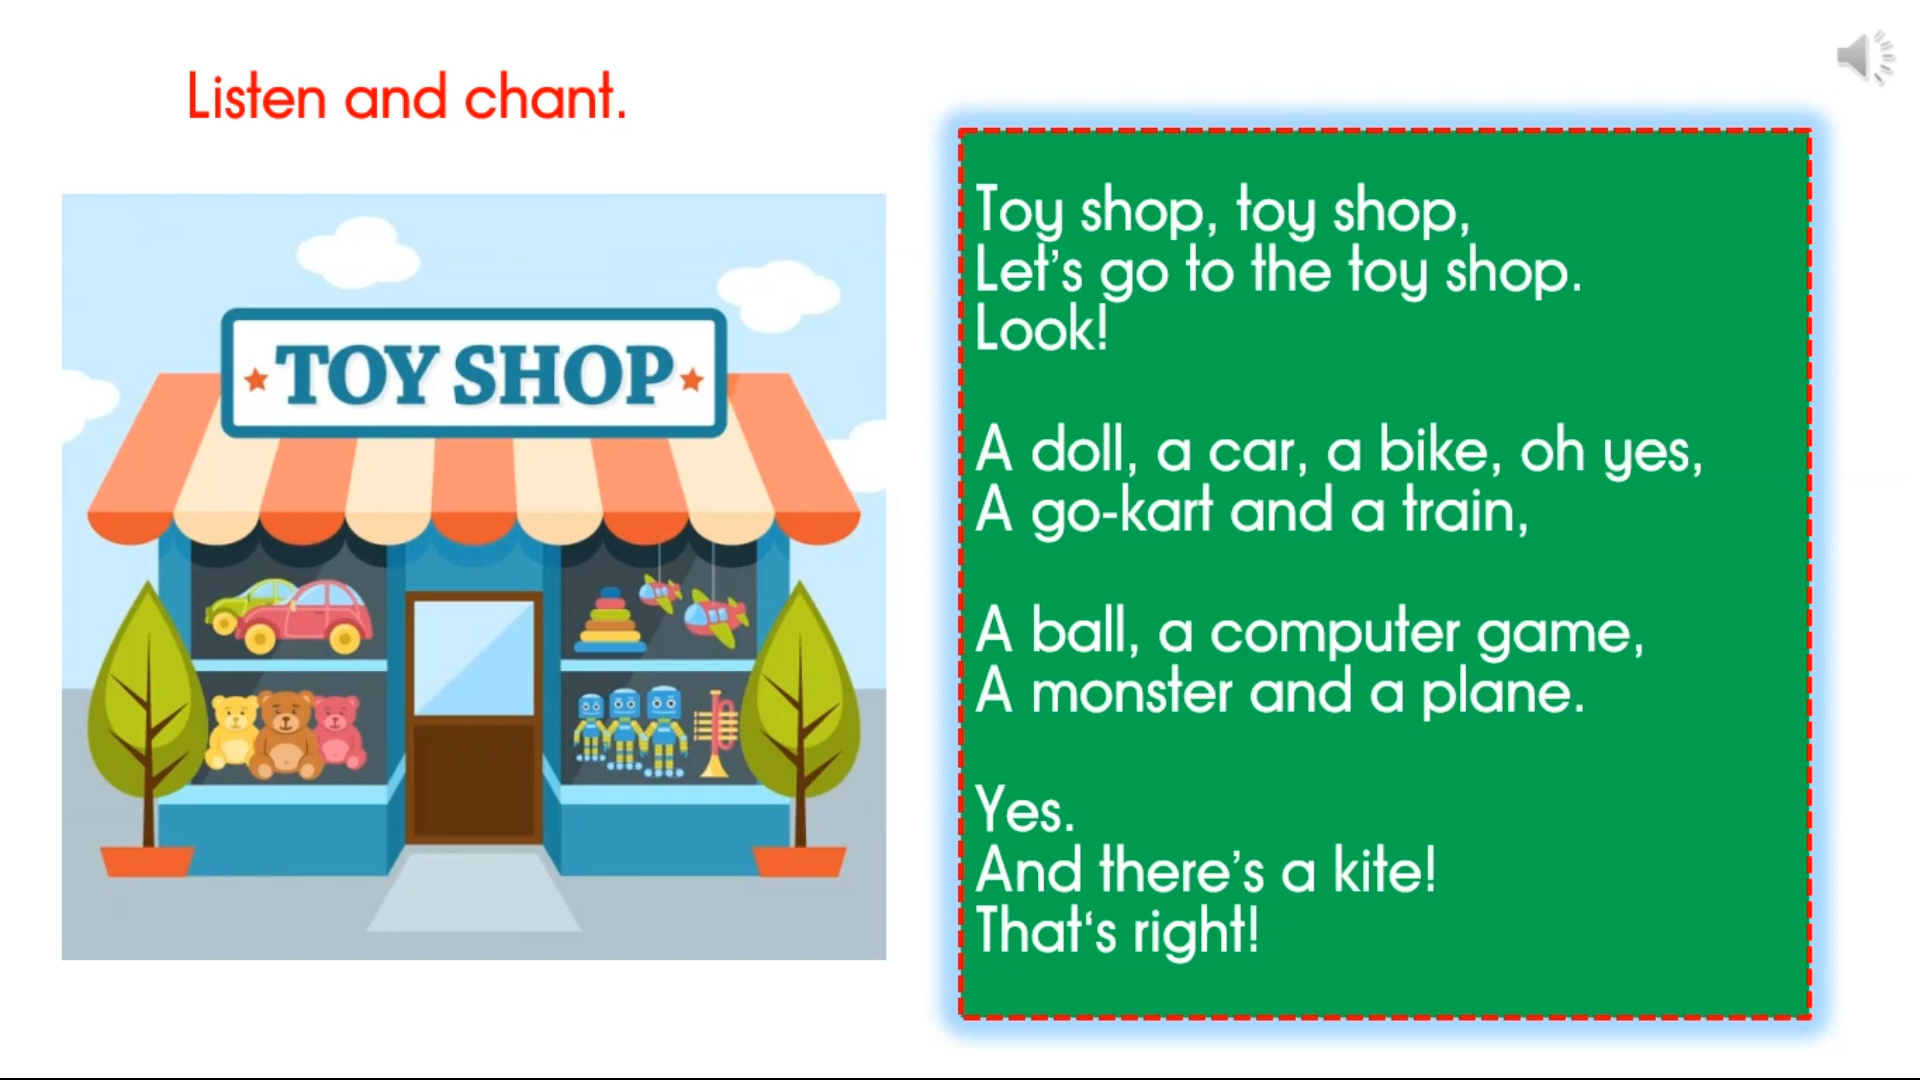 Listen and chant.
TOY SHOP
Toy shop, toy shop,
Let’s go to the toy shop.
Look!
A doll, a car, a bike, oh yes,
A go-kart and a train,
A ball, a computer game,
A monster and a plane.
Yes.
And there’s a kite!
That‘s right!